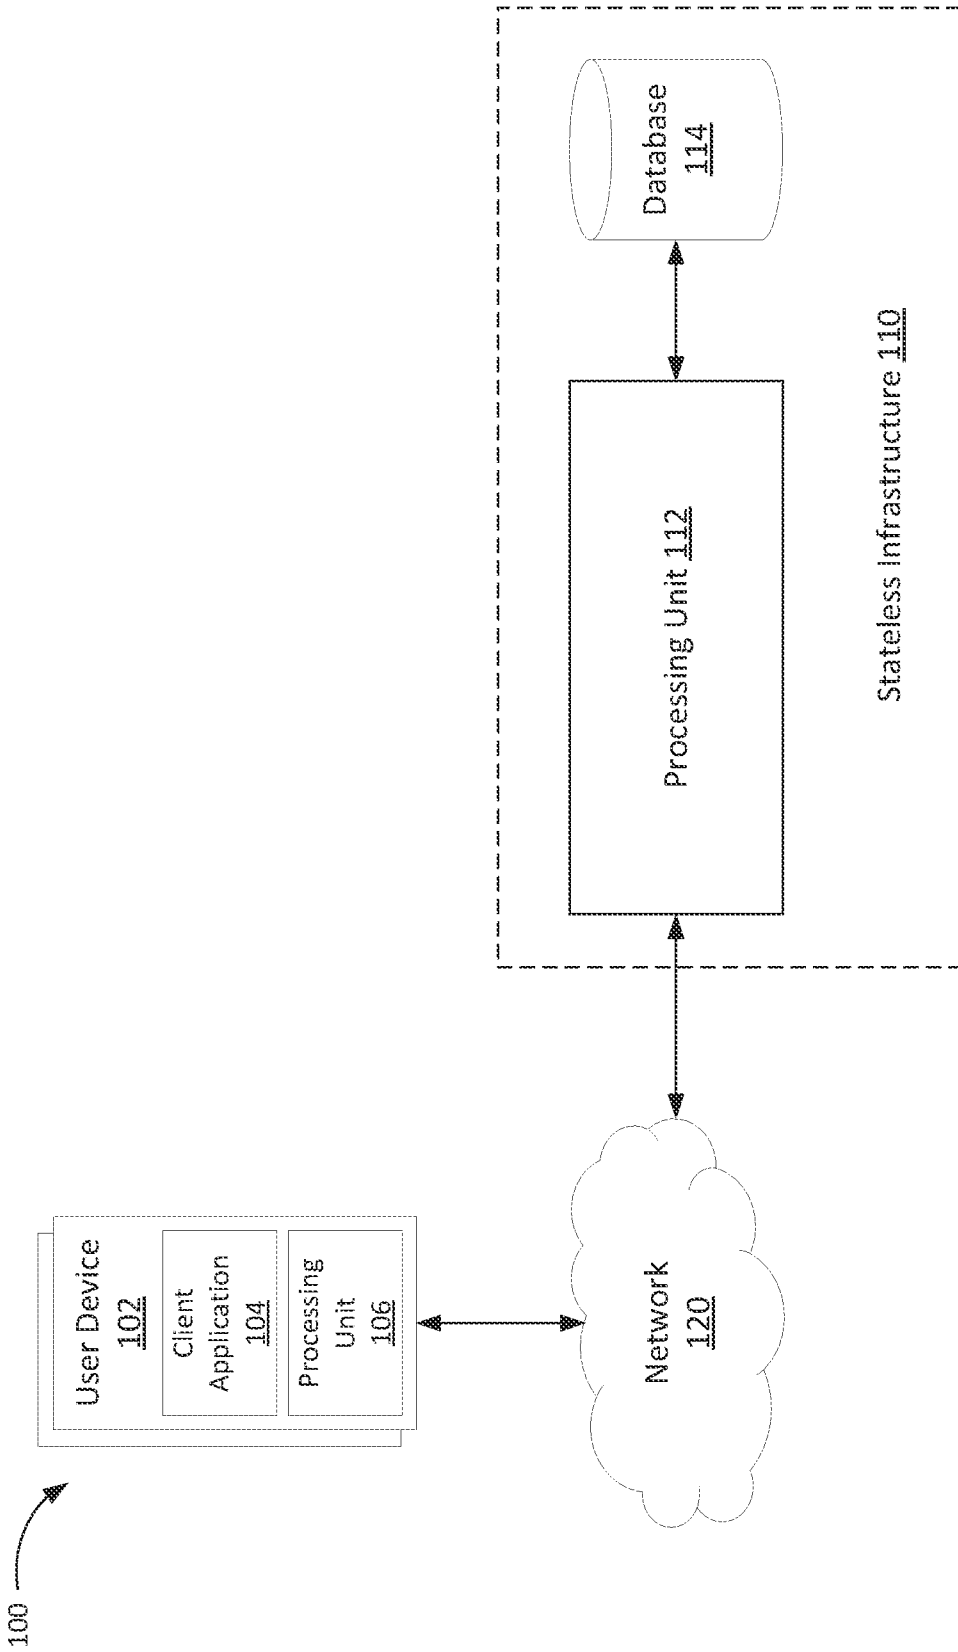 100
User Device
102
Client
Application
104
Processing
Unit
106
Network
120
Processing Unit 112
Database
114
Stateless Infrastructure 110